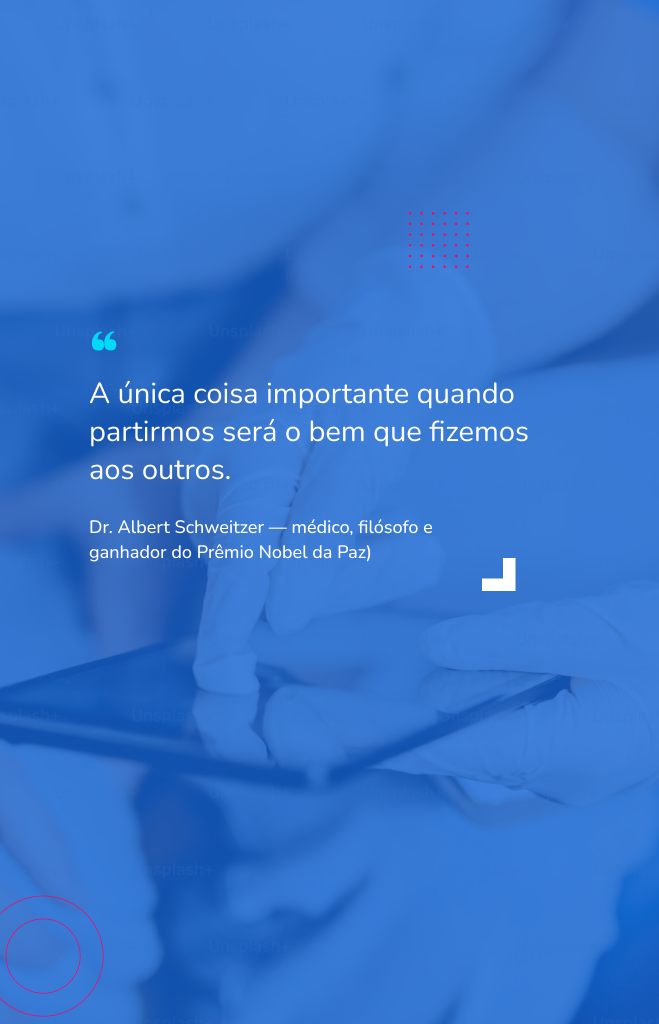 “
A única coisa importante quando
partirmos será o bem que fizemos
aos outros.
Dr. Albert Schweitzer — médico, filósofo e
ganhador do Prêmio Nobel da Paz)
Unsplash+